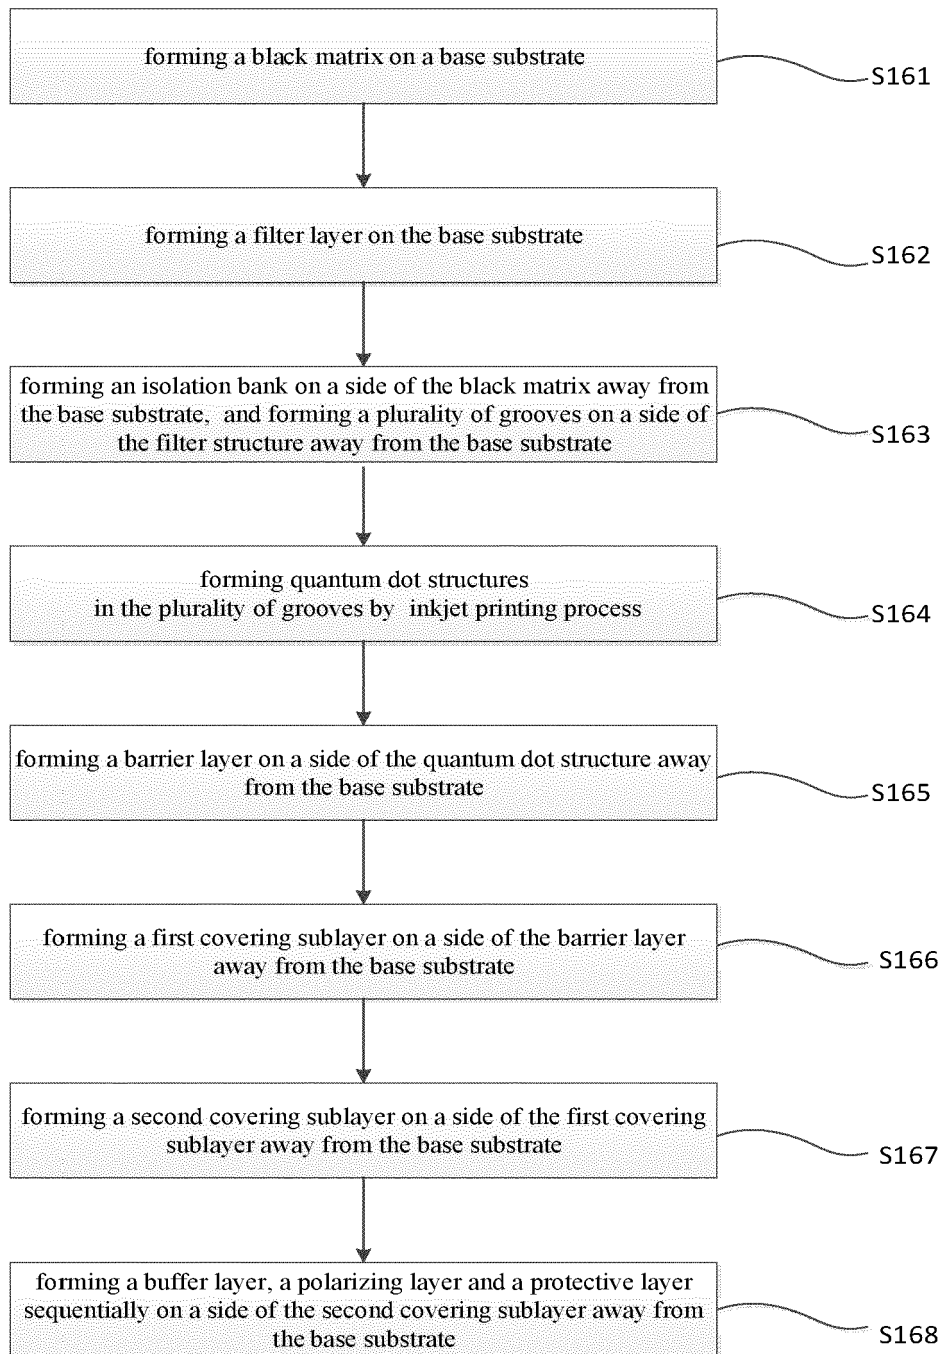 forming a black matrix on a base substrate
S161
forming a filter layer on the base substrate
S162
forming an isolation bank on a side of the black matrix away from
the base substrate, and forming a plurality of grooves on a side of
the filter structure away from the base substrate
S163
forming quantum dot structures
in the plurality of grooves by inkjet printing process
S164
forming a barrier layer on a side of the quantum dot structure away
from the base substrate
S165
forming a first covering sublayer on a side of the barrier layer
away from the base substrate
S166
forming a second covering sublayer on a side of the first covering
sublayer away from the base substrate
S167
forming a buffer layer, a polarizing layer and a protective layer
sequentially on a side of the second covering sublayer away from
the base substrate
S168